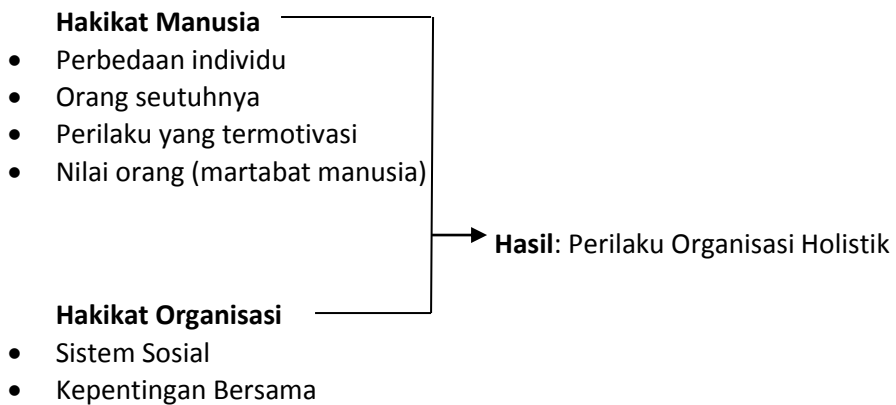 Hakikat Manusia
• Perbedaan individu
• Orang seutuhnya
• Perilaku yang termotivasi
• Nilai orang (martabat manusia)
Hasil: Perilaku Organisasi Holistik
Hakikat Organisasi
• Sistem Sosial
• Kepentingan Bersama